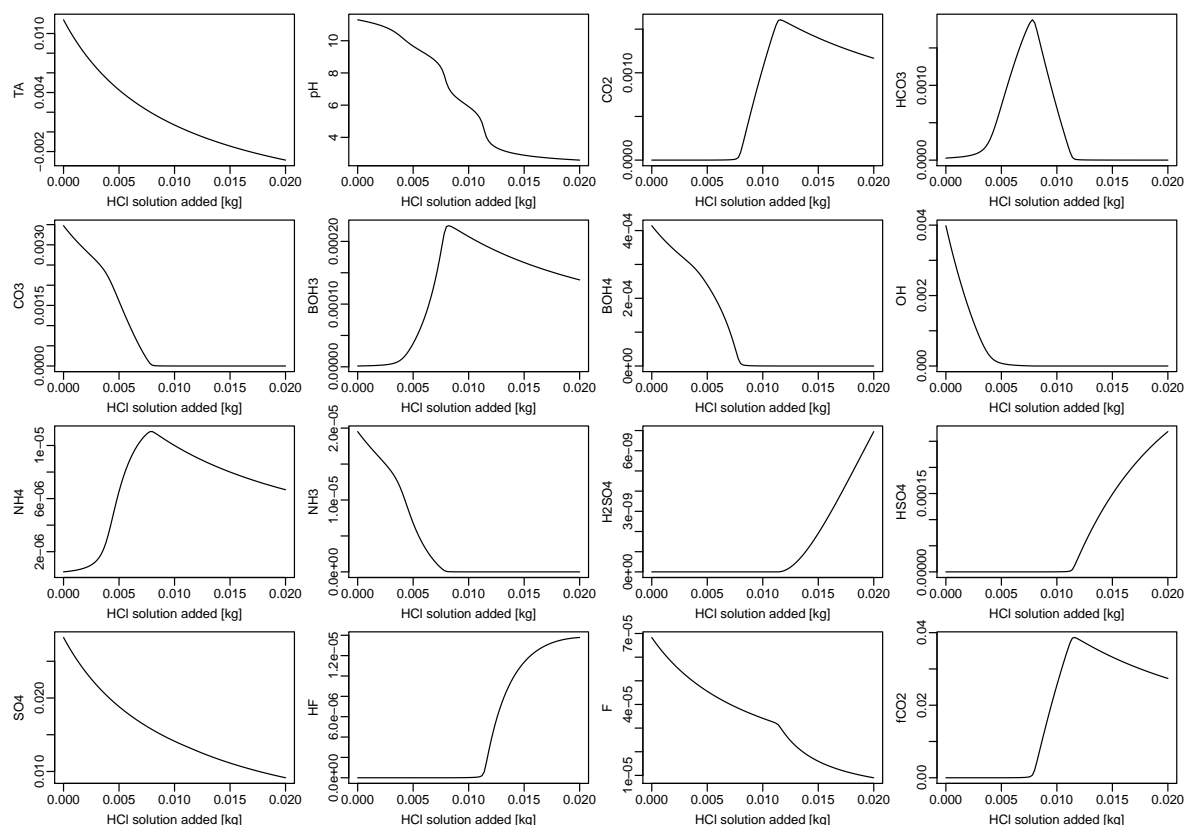 TA
0.010
0.004
−0.002
0.000 0.005 0.010 0.015 0.020
HCl solution added [kg]
pH
10
8
6
4
0.000 0.005 0.010 0.015 0.020
HCl solution added [kg]
CO2
0.0010
0.0000
0.000 0.005 0.010 0.015 0.020
HCl solution added [kg]
HCO3
0.0010
0.0000
0.000 0.005 0.010 0.015 0.020
HCl solution added [kg]
CO3
0.0030
0.0015
0.0000
0.000 0.005 0.010 0.015 0.020
HCl solution added [kg]
BOH3
0.00020
0.00010
0.00000
0.000 0.005 0.010 0.015 0.020
HCl solution added [kg]
BOH4
4e−04
2e−04
0e+00
0.000 0.005 0.010 0.015 0.020
HCl solution added [kg]
OH
0.004
0.002
0.000
0.000 0.005 0.010 0.015 0.020
HCl solution added [kg]
NH4
1e−05
6e−06
2e−06
0.000 0.005 0.010 0.015 0.020
HCl solution added [kg]
NH3
2.0e−05
1.0e−05
0.0e+00
0.000 0.005 0.010 0.015 0.020
HCl solution added [kg]
H2SO4
6e−09
3e−09
0e+00
0.000 0.005 0.010 0.015 0.020
HCl solution added [kg]
HSO4
0.00015
0.00000
0.000 0.005 0.010 0.015 0.020
HCl solution added [kg]
SO4
0.020
0.010
0.000 0.005 0.010 0.015 0.020
HCl solution added [kg]
HF
1.2e−05
6.0e−06
0.0e+00
0.000 0.005 0.010 0.015 0.020
HCl solution added [kg]
F
7e−05
4e−05
1e−05
0.000 0.005 0.010 0.015 0.020
HCl solution added [kg]
fCO2
0.04
0.02
0.00
0.000 0.005 0.010 0.015 0.020
HCl solution added [kg]